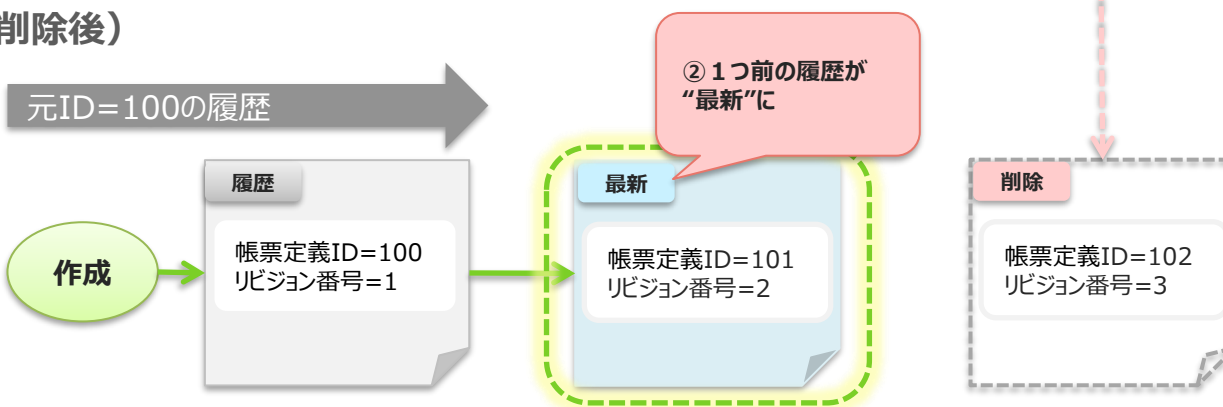 削除後）
元ID=100の履歴
②１つ前の履歴が
“最新”に
履歴
最新
削除
作成
帳票定義ID=100
リビジョン番号=1
帳票定義ID=101
リビジョン番号=2
帳票定義ID=102
リビジョン番号=3